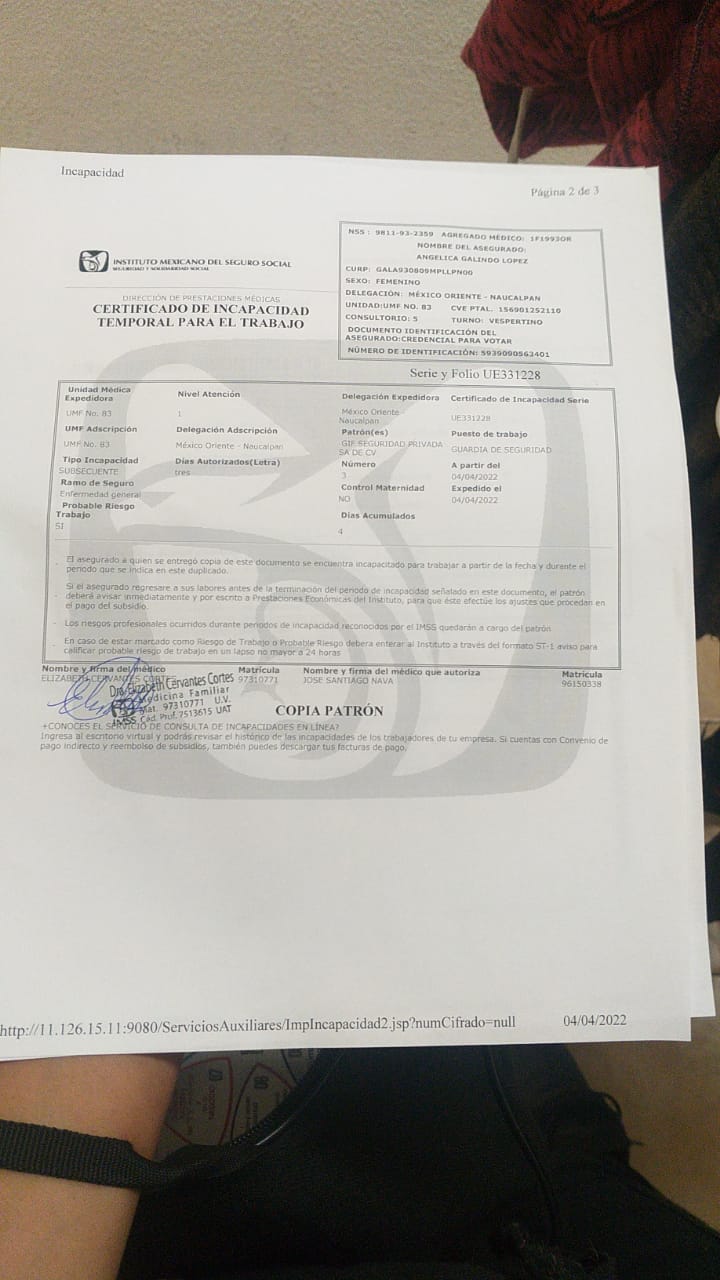 Incapacidad
Página 2 de 3
INSTITUTO MEXICANO DEL SEGURO SOCIAL
SEGURIDAD Y SOLIDARIDAD SOCIAL
DIRECCIÓN DE PRESTACIONES MÉDICAS
CERTIFICADO DE INCAPACIDAD
TEMPORAL PARA EL TRABAJO
NSS : 9811-93-2359 AGREGADO MÉDICO: 1F1993OR
NOMBRE DEL ASEGURADO:
ANGELICA GALINDO LOPEZ
CURP: GALA930809MPLLPN00
SEXO: FEMENINO
DELEGACIÓN: MÉXICO ORIENTE - NAUCALPAN
UNIDAD:UMF NO. 83 CVE PTAL. 156901252110
CONSULTORIO: 5 TURNO: VESPERTINO
DOCUMENTO IDENTIFICACIÓN DEL
ASEGURADO:CREDENCIAL PARA VOTAR
NÚMERO DE IDENTIFICACIÓN: 5939090563401
Serie y Folio UE331228
Unidad Médica Expedidora
UMF No. 83
Nivel Atención
1
Delegación Expedidora
México Oriente - Naucalpan
Certificado de Incapacidad Serie
UE331228
UMF Adscripción
UMF No. 83
Delegación Adscripción
México Oriente - Naucalpan
Patrón(es)
GIF SEGURIDAD PRIVADA SA DE CV
Puesto de trabajo
GUARDIA DE SEGURIDAD
Tipo Incapacidad
SUBSECUENTE
Días Autorizados(Letra)
tres
Número
3
A partir del
04/04/2022
Ramo de Seguro
Enfermedad general
Control Maternidad
NO
Expedido el
04/04/2022
Probable Riesgo Trabajo
SI
Días Acumulados
4
El asegurado a quien se entregó copia de este documento se encuentra incapacitado para trabajar a partir de la fecha y durante el
periodo que se indica en este duplicado.
Si el asegurado regresare a sus labores antes de la terminación del periodo de incapacidad señalado en este documento, el patrón
deberá avisar inmediatamente y por escrito a Prestaciones Económicas del Instituto, para que éste efectúe los ajustes que procedan en
el pago del subsidio.
Los riesgos profesionales ocurridos durante periodos de incapacidad reconocidos por el IMSS quedarán a cargo del patrón
En caso de estar marcado como Riesgo de Trabajo o Probable Riesgo debera enterar al Instituto a través del formato ST-1 aviso para
calificar probable riesgo de trabajo en un lapso no mayor a 24 horas
Nombre y firma del médico
ELIZABETH CERVANTES CORTES
Matrícula
97310771
Nombre y firma del médico que autoriza
JOSE SANTIAGO NAVA
Matrícula
96150338
Dra. Elizabeth Cervantes Cortes
Medicina Familiar
Mat. 97310771 U.V.
IMSS Céd. Prof. 7513615 UAT
COPIA PATRÓN
+CONOCES EL SERVICIO DE CONSULTA DE INCAPACIDADES EN LÍNEA?
Ingresa al escritorio virtual y podrás revisar el histórico de las incapacidades de los trabajadores de tu empresa. Si cuentas con Convenio de
pago indirecto y reembolso de subsidios, también puedes descargar tus facturas de pago.
http://11.126.15.11:9080/ServiciosAuxiliares/ImpIncapacidad2.jsp?numCifrado=null
04/04/2022